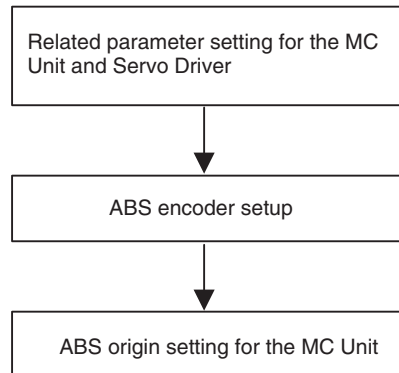 Related parameter setting for the MC
Unit and Servo Driver
ABS encoder setup
ABS origin setting for the MC Unit